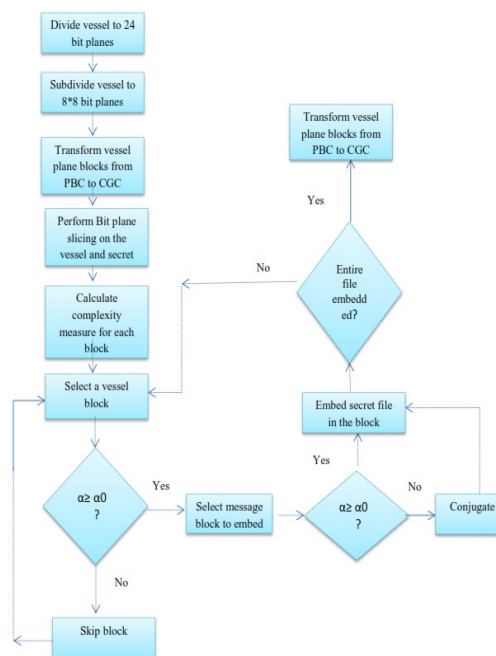 Divide vessel to 24
bit planes
Subdivide vessel to
8*8 bit planes
Transform vessel
plane blocks from
PBC to CGC
Perform Bit plane
slicing on the
vessel and secret
Calculate
complexity
measure for each
block
Select a vessel
block
α≥ α0
?
Yes
No
Skip block
Select message
block to embed
α≥ α0
?
No
Conjugate
Yes
Embed secret file
in the block
Entire
file
embedd
ed?
No
Yes
Transform vessel
plane blocks from
PBC to CGC